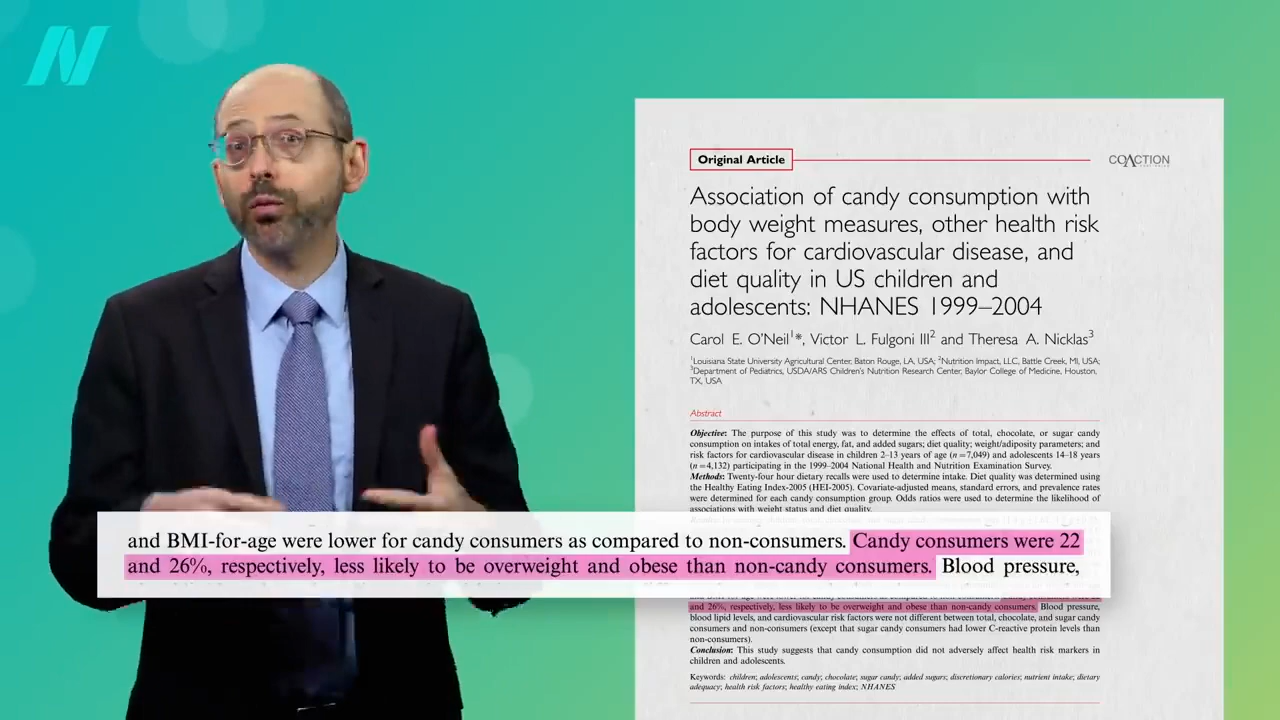 N
Original Article
COACTION
Association of candy consumption with
body weight measures, other health risk
factors for cardiovascular disease, and
diet quality in US children and
adolescents: NHANES 1999–2004
Carol E. O'Neil¹*, Victor L. Fulgoni III² and Theresa A. Nicklas³
¹Louisiana State University Agricultural Center, Baton Rouge, LA, USA; ²Nutrition Impact, LLC, Battle Creek, MI, USA;
³Department of Pediatrics, USDA/ARS Children's Nutrition Research Center, Baylor College of Medicine, Houston,
TX, USA
Abstract
Objective: The purpose of this study was to determine the effects of total, chocolate, or sugar candy
consumption on intakes of total energy, fat, and added sugars; diet quality; weight/adiposity parameters; and
risk factors for cardiovascular disease in children 2–13 years of age (n=7,049) and adolescents 14–18 years
(n=4,132) participating in the 1999–2004 National Health and Nutrition Examination Survey.
Methods: Twenty-four hour dietary recalls were used to determine intake. Diet quality was determined using
the Healthy Eating Index-2005 (HEI-2005). Covariate-adjusted means, standard errors, and prevalence rates
were determined for each candy consumption group. Odds ratios were used to determine the likelihood of
associations with weight status and diet quality.
and BMI-for-age were lower for candy consumers as compared to non-consumers. Candy consumers were 22
and 26%, respectively, less likely to be overweight and obese than non-candy consumers. Blood pressure,
and 26%, respectively, less likely to be overweight and obese than non-candy consumers. Blood pressure,
blood lipid levels, and cardiovascular risk factors were not different between total, chocolate, and sugar candy
consumers and non-consumers (except that sugar candy consumers had lower C-reactive protein levels than
non-consumers).
Conclusion: This study suggests that candy consumption did not adversely affect health risk markers in
children and adolescents.
Keywords: children; adolescents; candy; chocolate; sugar candy; added sugars; discretionary calories; nutrient intake; dietary
adequacy; health risk factors; healthy eating index; NHANES